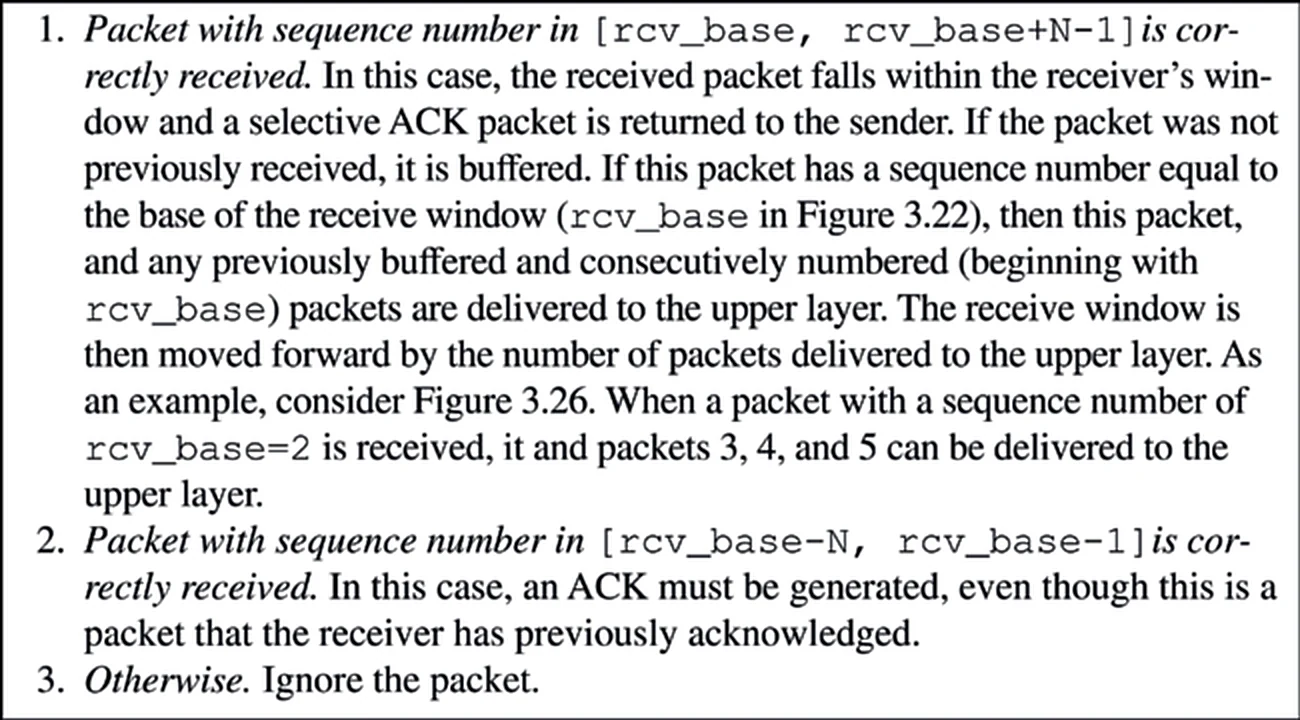 1. Packet with sequence number in [rcv_base, rcv_base+N-1] is cor-
rectly received. In this case, the received packet falls within the receiver's win-
dow and a selective ACK packet is returned to the sender. If the packet was not
previously received, it is buffered. If this packet has a sequence number equal to
the base of the receive window (rcv_base in Figure 3.22), then this packet,
and any previously buffered and consecutively numbered (beginning with
rcv_base) packets are delivered to the upper layer. The receive window is
then moved forward by the number of packets delivered to the upper layer. As
an example, consider Figure 3.26. When a packet with a sequence number of
rcv_base=2 is received, it and packets 3, 4, and 5 can be delivered to the
upper layer.
2. Packet with sequence number in [rcv_base-N, rcv_base-1] is cor-
rectly received. In this case, an ACK must be generated, even though this is a
packet that the receiver has previously acknowledged.
3. Otherwise. Ignore the packet.